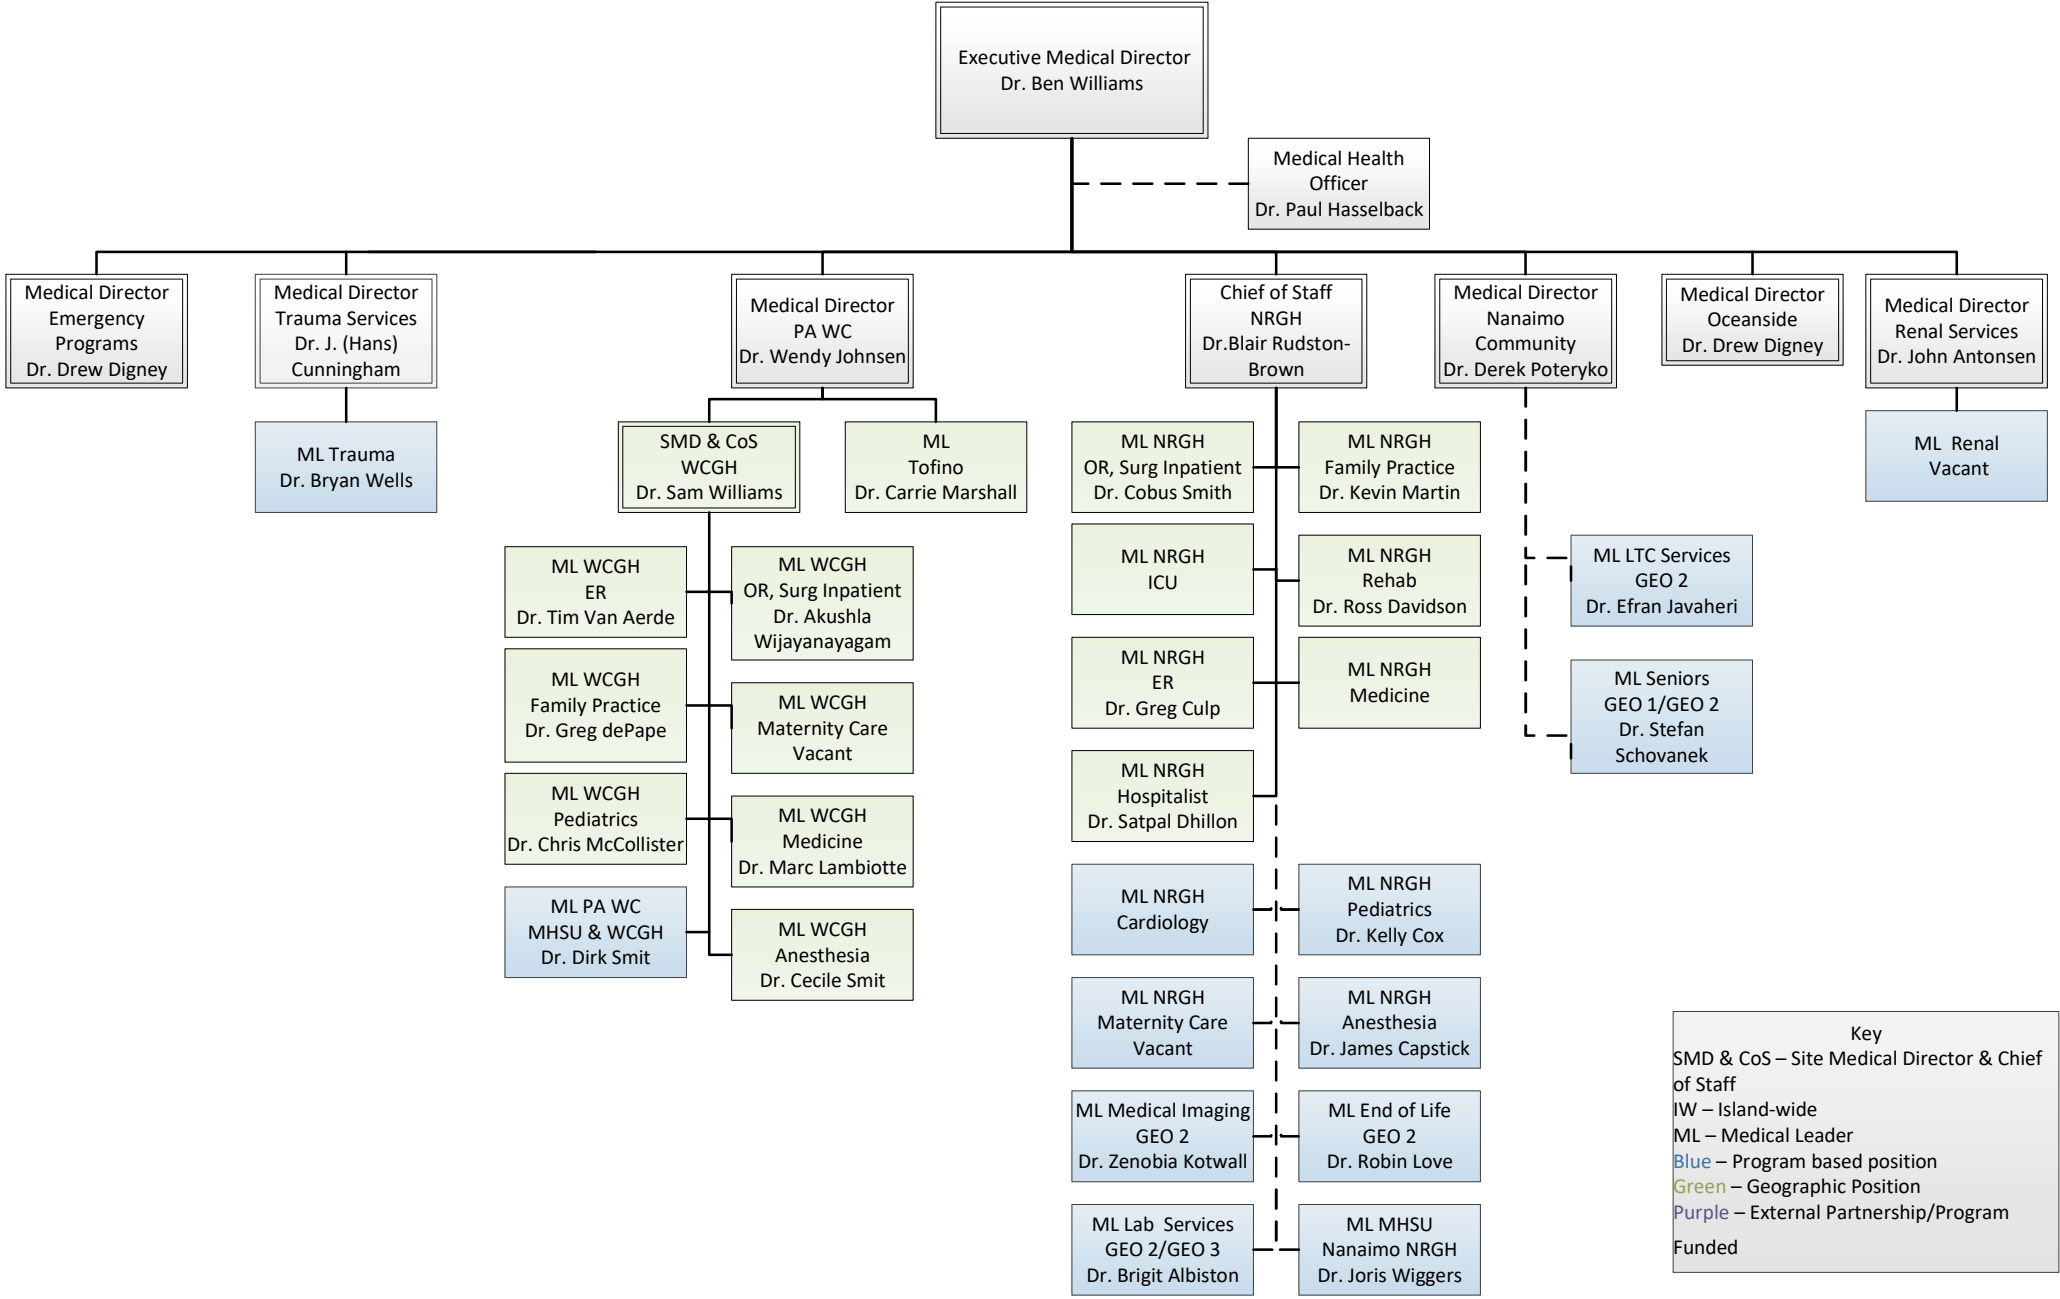 Executive Medical Director
Dr. Ben Williams
Medical Health
Officer
Dr. Paul Hasselback
Medical Director
Emergency
Programs
Dr. Drew Digney
Medical Director
Trauma Services
Dr. J. (Hans)
Cunningham
Medical Director
PA WC
Dr. Wendy Johnsen
Chief of Staff
NRGH
Dr.Blair Rudston-
Brown
Medical Director
Nanaimo
Community
Dr. Derek Poteryko
Medical Director
Oceanside
Dr. Drew Digney
Medical Director
Renal Services
Dr. John Antonsen
ML Trauma
Dr. Bryan Wells
SMD & CoS
WCGH
Dr. Sam Williams
ML
Tofino
Dr. Carrie Marshall
ML NRGH
OR, Surg Inpatient
Dr. Cobus Smith
ML NRGH
Family Practice
Dr. Kevin Martin
ML Renal
Vacant
ML WCGH
ER
Dr. Tim Van Aerde
ML WCGH
OR, Surg Inpatient
Dr. Akushla
Wijayanayagam
ML NRGH
ICU
ML NRGH
Rehab
Dr. Ross Davidson
ML LTC Services
GEO 2
Dr. Efran Javaheri
ML WCGH
Family Practice
Dr. Greg dePape
ML WCGH
Maternity Care
Vacant
ML NRGH
ER
Dr. Greg Culp
ML NRGH
Medicine
ML Seniors
GEO 1/GEO 2
Dr. Stefan
Schovanek
ML WCGH
Pediatrics
Dr. Chris McCollister
ML WCGH
Medicine
Dr. Marc Lambiotte
ML NRGH
Hospitalist
Dr. Satpal Dhillon
ML PA WC
MHSU & WCGH
Dr. Dirk Smit
ML WCGH
Anesthesia
Dr. Cecile Smit
ML NRGH
Cardiology
ML NRGH
Pediatrics
Dr. Kelly Cox
ML NRGH
Maternity Care
Vacant
ML NRGH
Anesthesia
Dr. James Capstick
ML Medical Imaging
GEO 2
Dr. Zenobia Kotwall
ML End of Life
GEO 2
Dr. Robin Love
ML Lab Services
GEO 2/GEO 3
Dr. Brigit Albiston
ML MHSU
Nanaimo NRGH
Dr. Joris Wiggers
Key
SMD & CoS – Site Medical Director & Chief
of Staff
IW – Island-wide
ML – Medical Leader
Blue – Program based position
Green – Geographic Position
Purple – External Partnership/Program
Funded